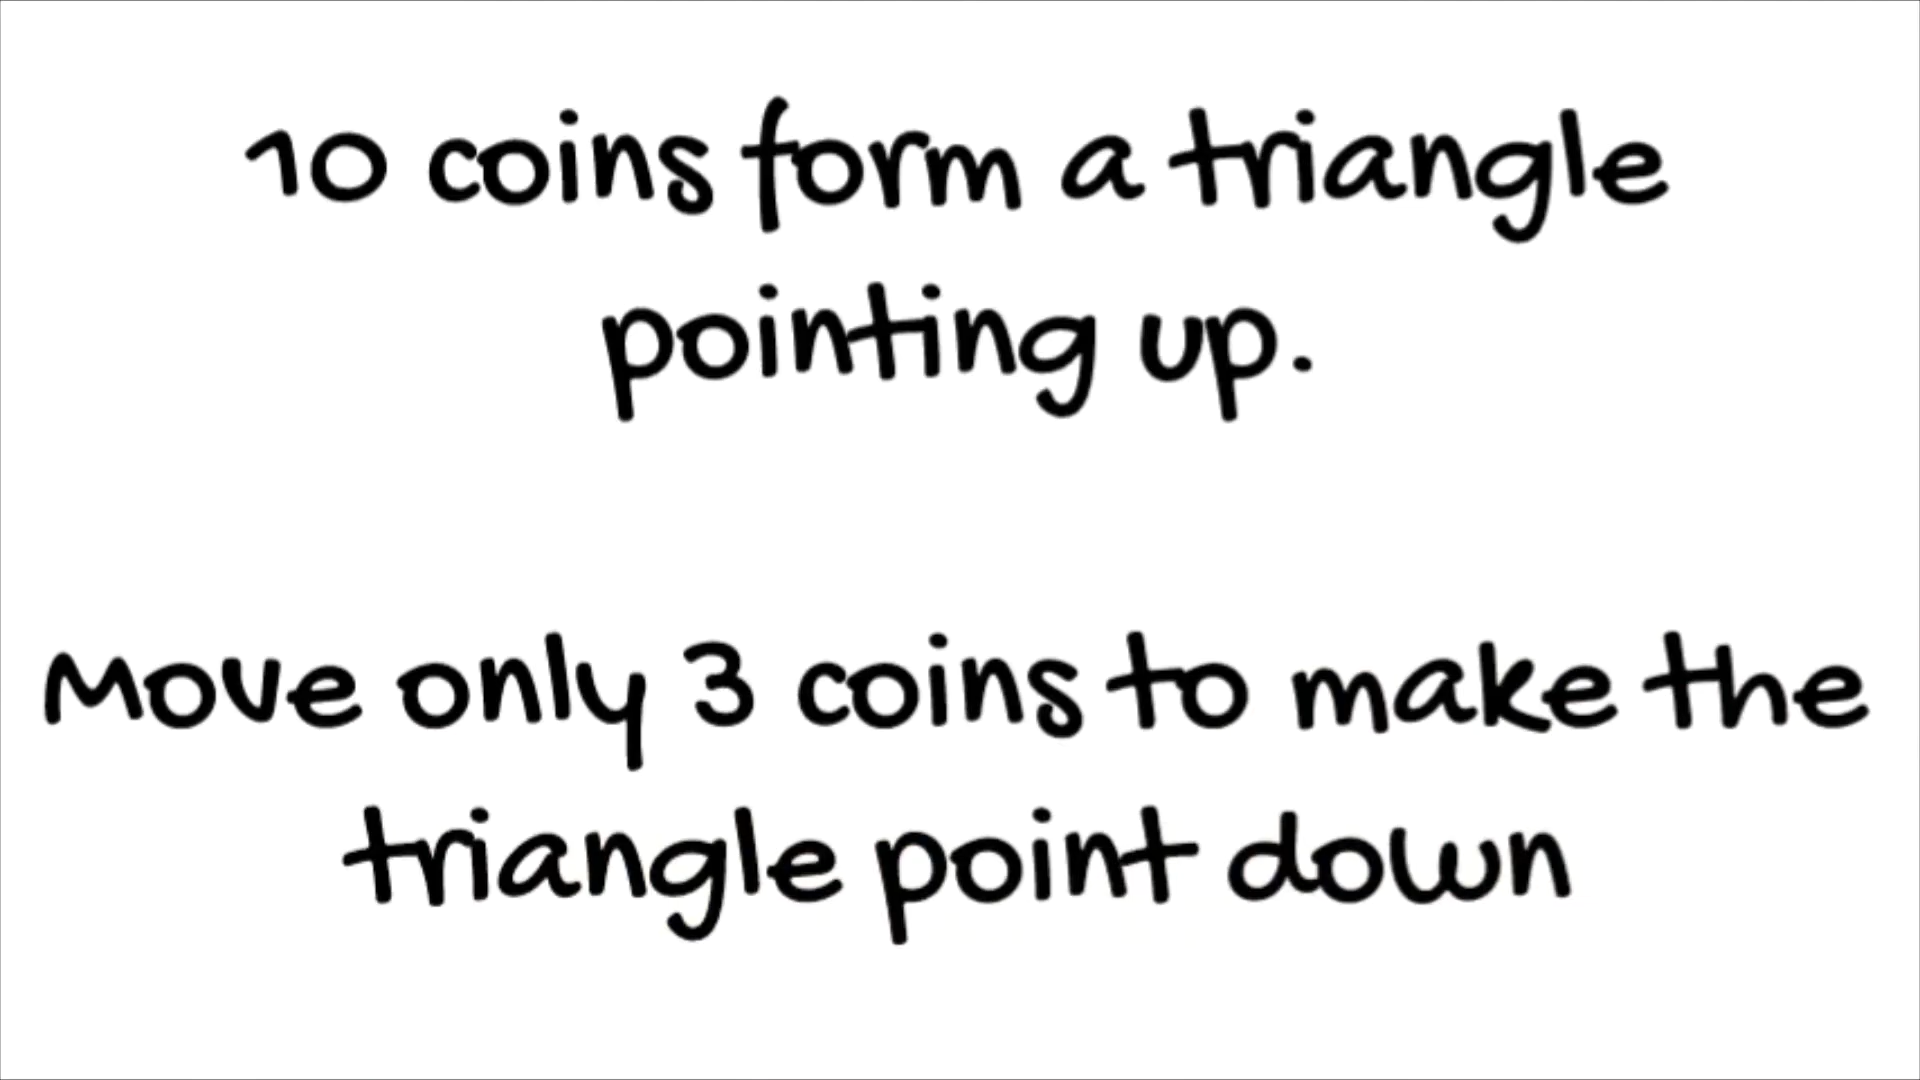 10 coins form a triangle
pointing up.
Move only 3 coins to make the
triangle point down